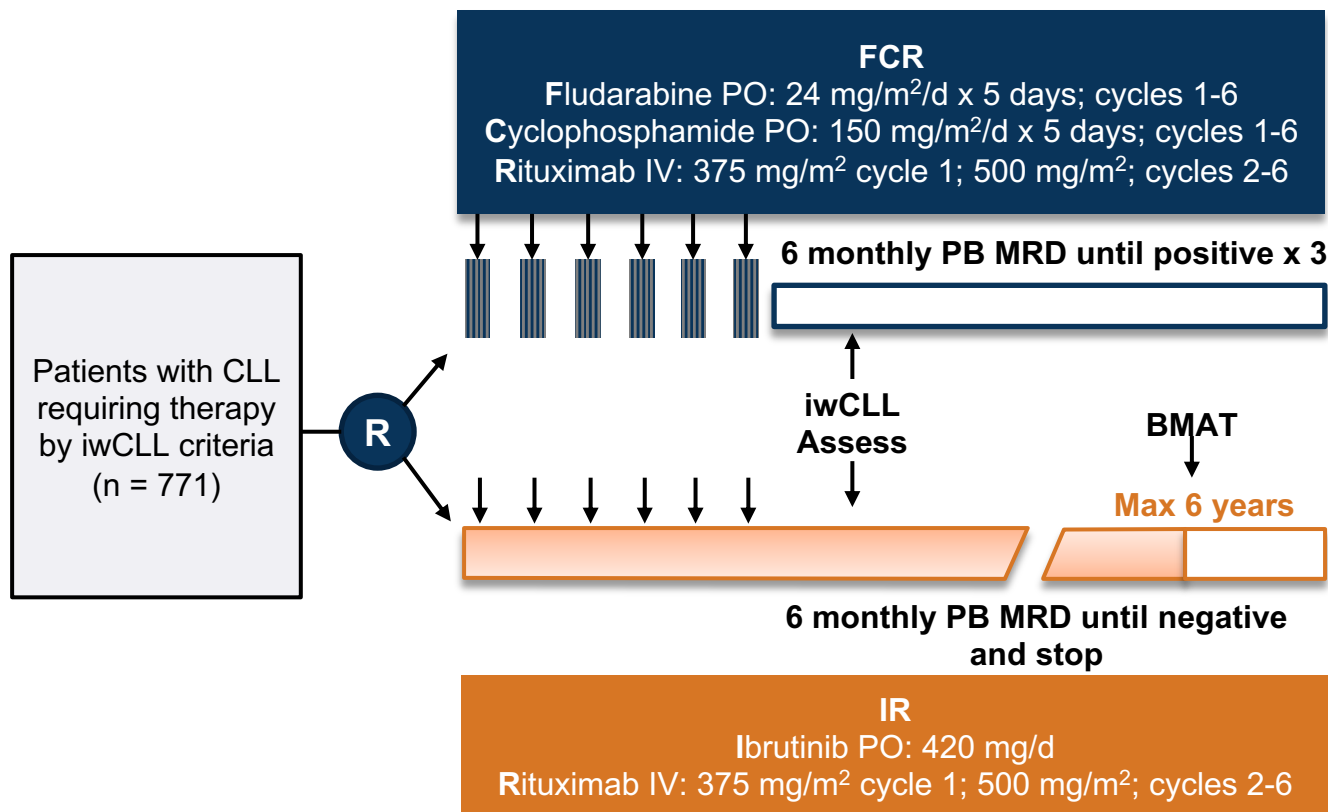 FCR
Fludarabine PO: 24 mg/m²/d x 5 days; cycles 1-6
Cyclophosphamide PO: 150 mg/m²/d x 5 days; cycles 1-6
Rituximab IV: 375 mg/m² cycle 1; 500 mg/m²; cycles 2-6
6 monthly PB MRD until positive x 3
Patients with CLL
requiring therapy
by iwCLL criteria
(n = 771)
R
iwCLL
Assess
BMAT
Max 6 years
6 monthly PB MRD until negative
and stop
IR
Ibrutinib PO: 420 mg/d
Rituximab IV: 375 mg/m² cycle 1; 500 mg/m²; cycles 2-6